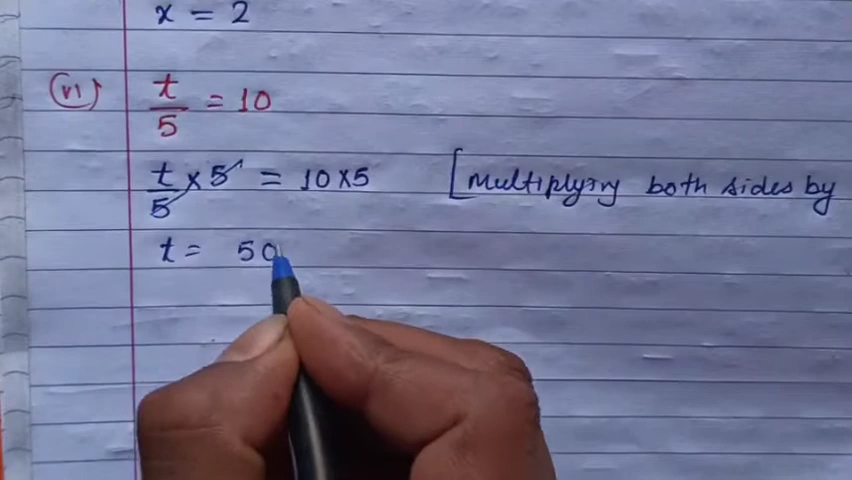 x = 2
(vi) t/5 = 10
t/5 × 5 = 10×5 [Multiplying both sides by
t = 50